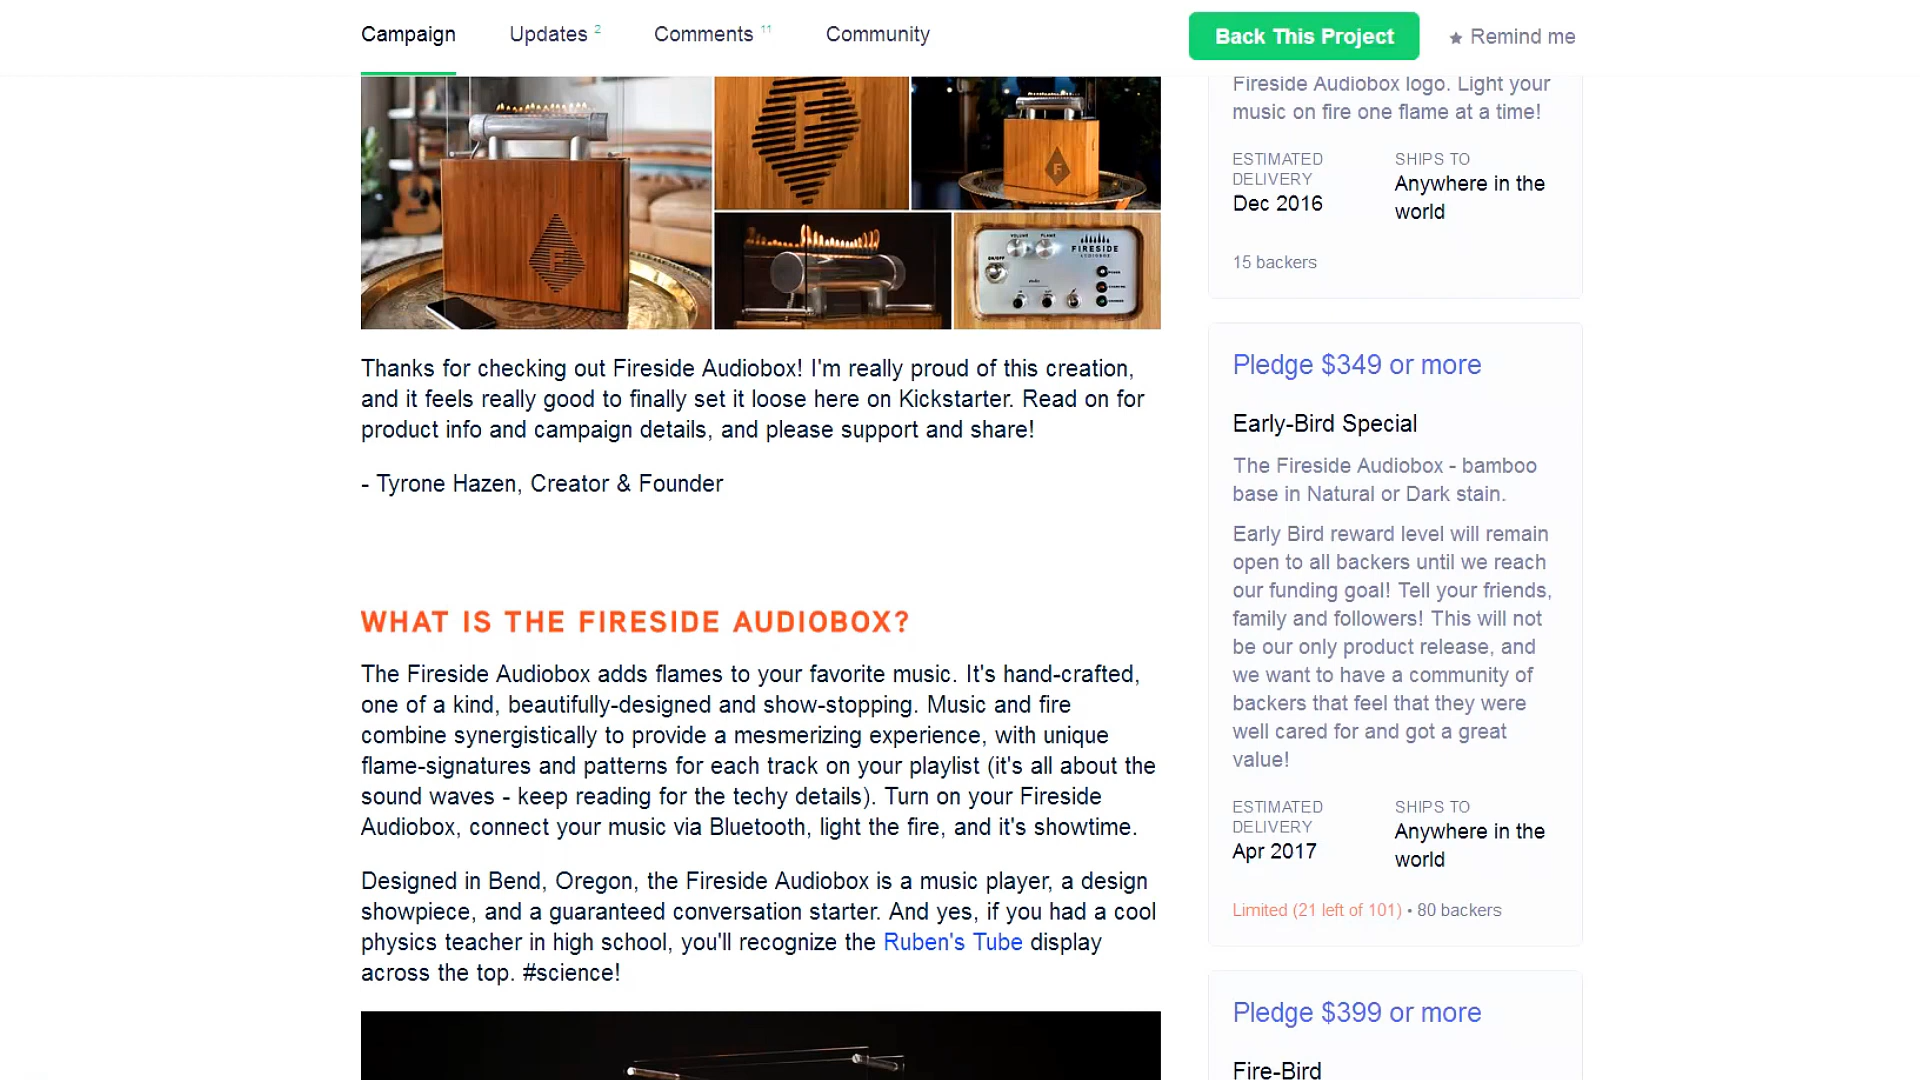 Campaign
Updates 2
Comments 11
Community
Back This Project
Remind me
F
F
F
VOLUME
FLAME
FIRESIDE
AUDIOBOX
ON/OFF
Thanks for checking out Fireside Audiobox! I'm really proud of this creation,
and it feels really good to finally set it loose here on Kickstarter. Read on for
product info and campaign details, and please support and share!
- Tyrone Hazen, Creator & Founder
WHAT IS THE FIRESIDE AUDIOBOX?
The Fireside Audiobox adds flames to your favorite music. It's hand-crafted,
one of a kind, beautifully-designed and show-stopping. Music and fire
combine synergistically to provide a mesmerizing experience, with unique
flame-signatures and patterns for each track on your playlist (it's all about the
sound waves - keep reading for the techy details). Turn on your Fireside
Audiobox, connect your music via Bluetooth, light the fire, and it's showtime.
Designed in Bend, Oregon, the Fireside Audiobox is a music player, a design
showpiece, and a guaranteed conversation starter. And yes, if you had a cool
physics teacher in high school, you'll recognize the Ruben's Tube display
across the top. #science!
Fireside Audiobox logo. Light your
music on fire one flame at a time!
ESTIMATED
DELIVERY
Dec 2016
SHIPS TO
Anywhere in the
world
15 backers
Pledge $349 or more
Early-Bird Special
The Fireside Audiobox - bamboo
base in Natural or Dark stain.
Early Bird reward level will remain
open to all backers until we reach
our funding goal! Tell your friends,
family and followers! This will not
be our only product release, and
we want to have a community of
backers that feel that they were
well cared for and got a great
value!
ESTIMATED
DELIVERY
Apr 2017
SHIPS TO
Anywhere in the
world
Limited (21 left of 101) • 80 backers
Pledge $399 or more
Fire-Bird